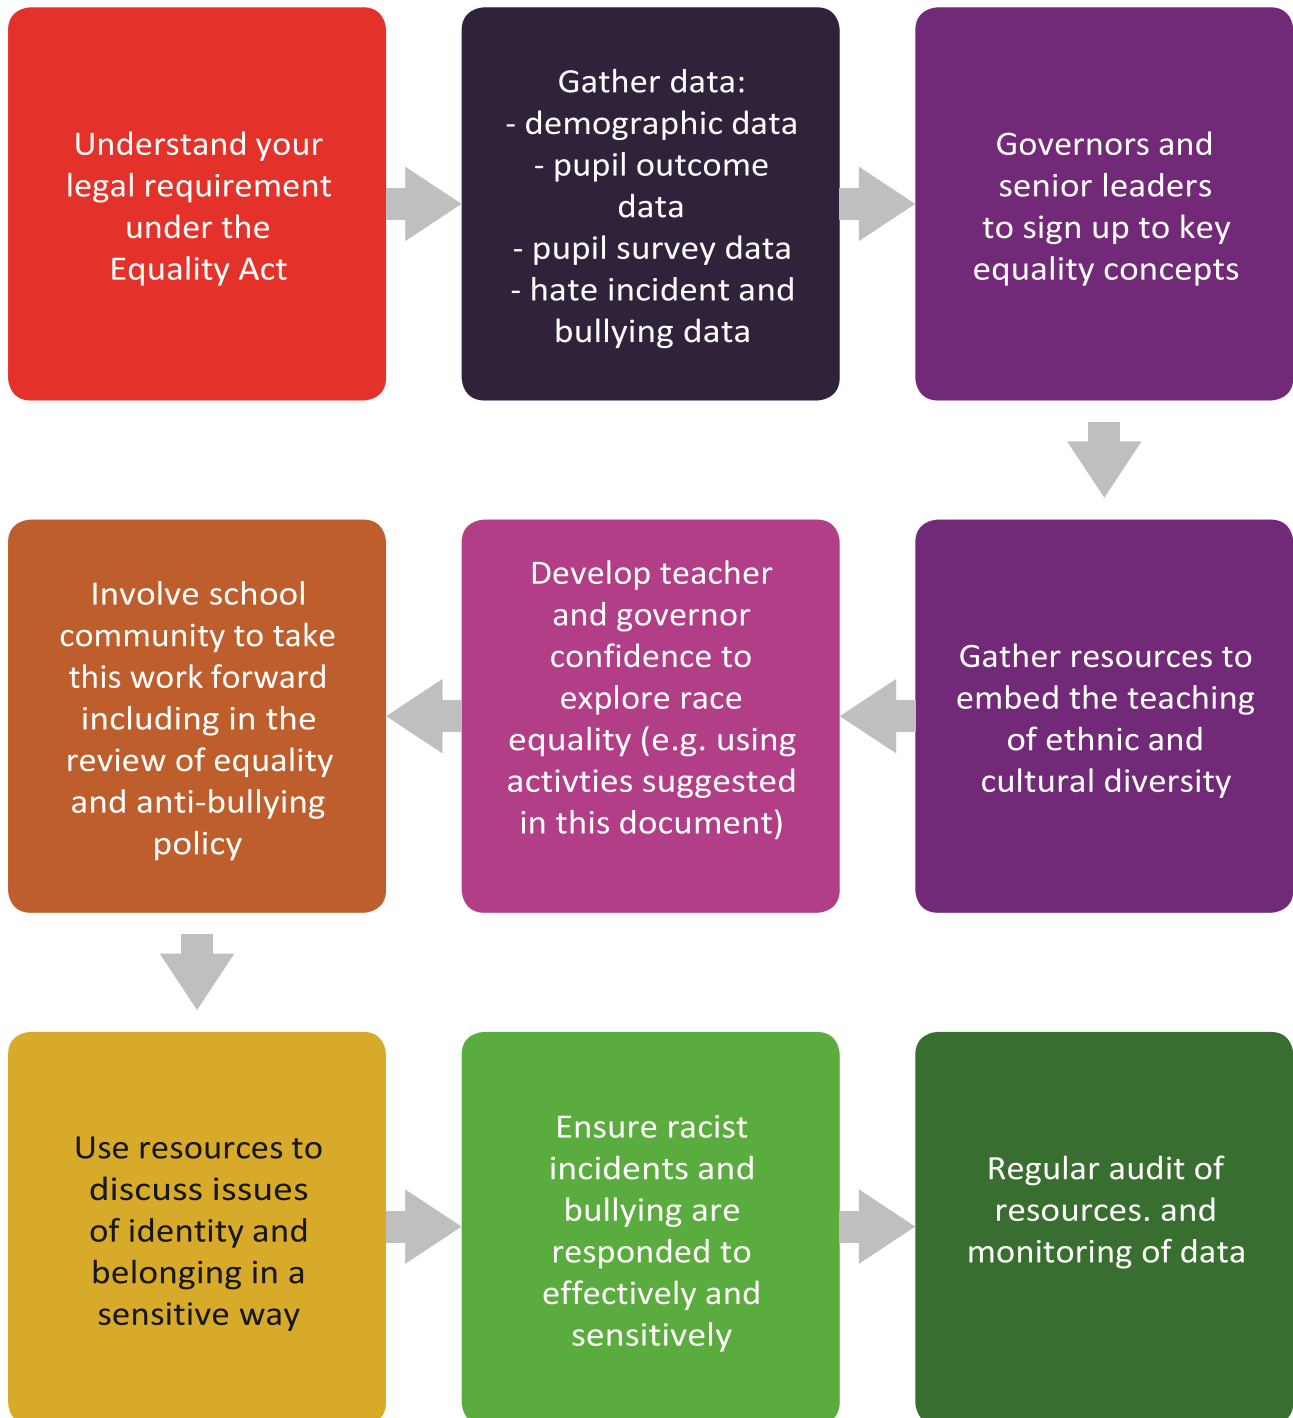 Understand your
legal requirement
under the
Equality Act
Gather data:
- demographic data
- pupil outcome
data
- pupil survey data
- hate incident and
bullying data
Governors and
senior leaders
to sign up to key
equality concepts
Gather resources to
embed the teaching
of ethnic and
cultural diversity
Develop teacher
and governor
confidence to
explore race
equality (e.g. using
activties suggested
in this document)
Involve school
community to take
this work forward
including in the
review of equality
and anti-bullying
policy
Use resources to
discuss issues
of identity and
belonging in a
sensitive way
Ensure racist
incidents and
bullying are
responded to
effectively and
sensitively
Regular audit of
resources. and
monitoring of data